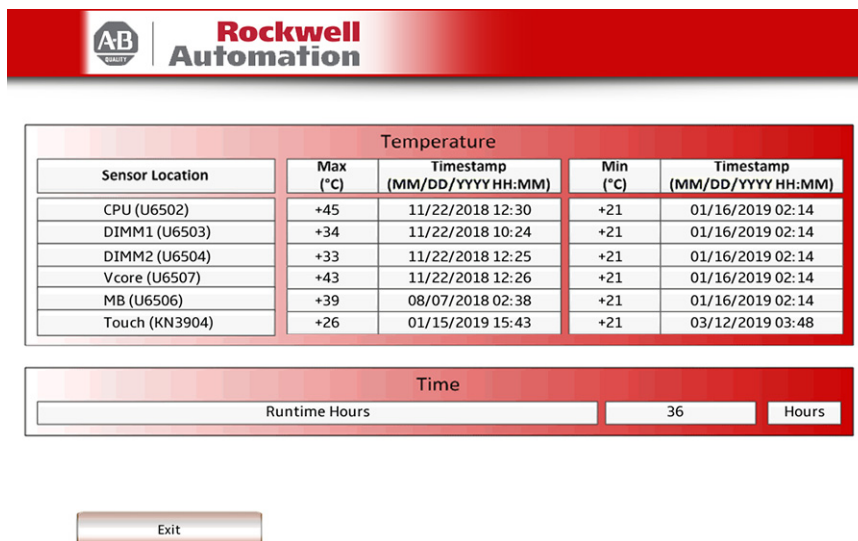 A-B
QUALITY
Rockwell
Automation
Temperature
Sensor Location Max (°C) Timestamp (MM/DD/YYYY HH:MM) Min (°C) Timestamp (MM/DD/YYYY HH:MM)
CPU (U6502) +45 11/22/2018 12:30 +21 01/16/2019 02:14
DIMM1 (U6503) +34 11/22/2018 10:24 +21 01/16/2019 02:14
DIMM2 (U6504) +33 11/22/2018 12:25 +21 01/16/2019 02:14
Vcore (U6507) +43 11/22/2018 12:26 +21 01/16/2019 02:14
MB (U6506) +39 08/07/2018 02:38 +21 01/16/2019 02:14
Touch (KN3904) +26 01/15/2019 15:43 +21 03/12/2019 03:48
Time
Runtime Hours 36 Hours
Exit